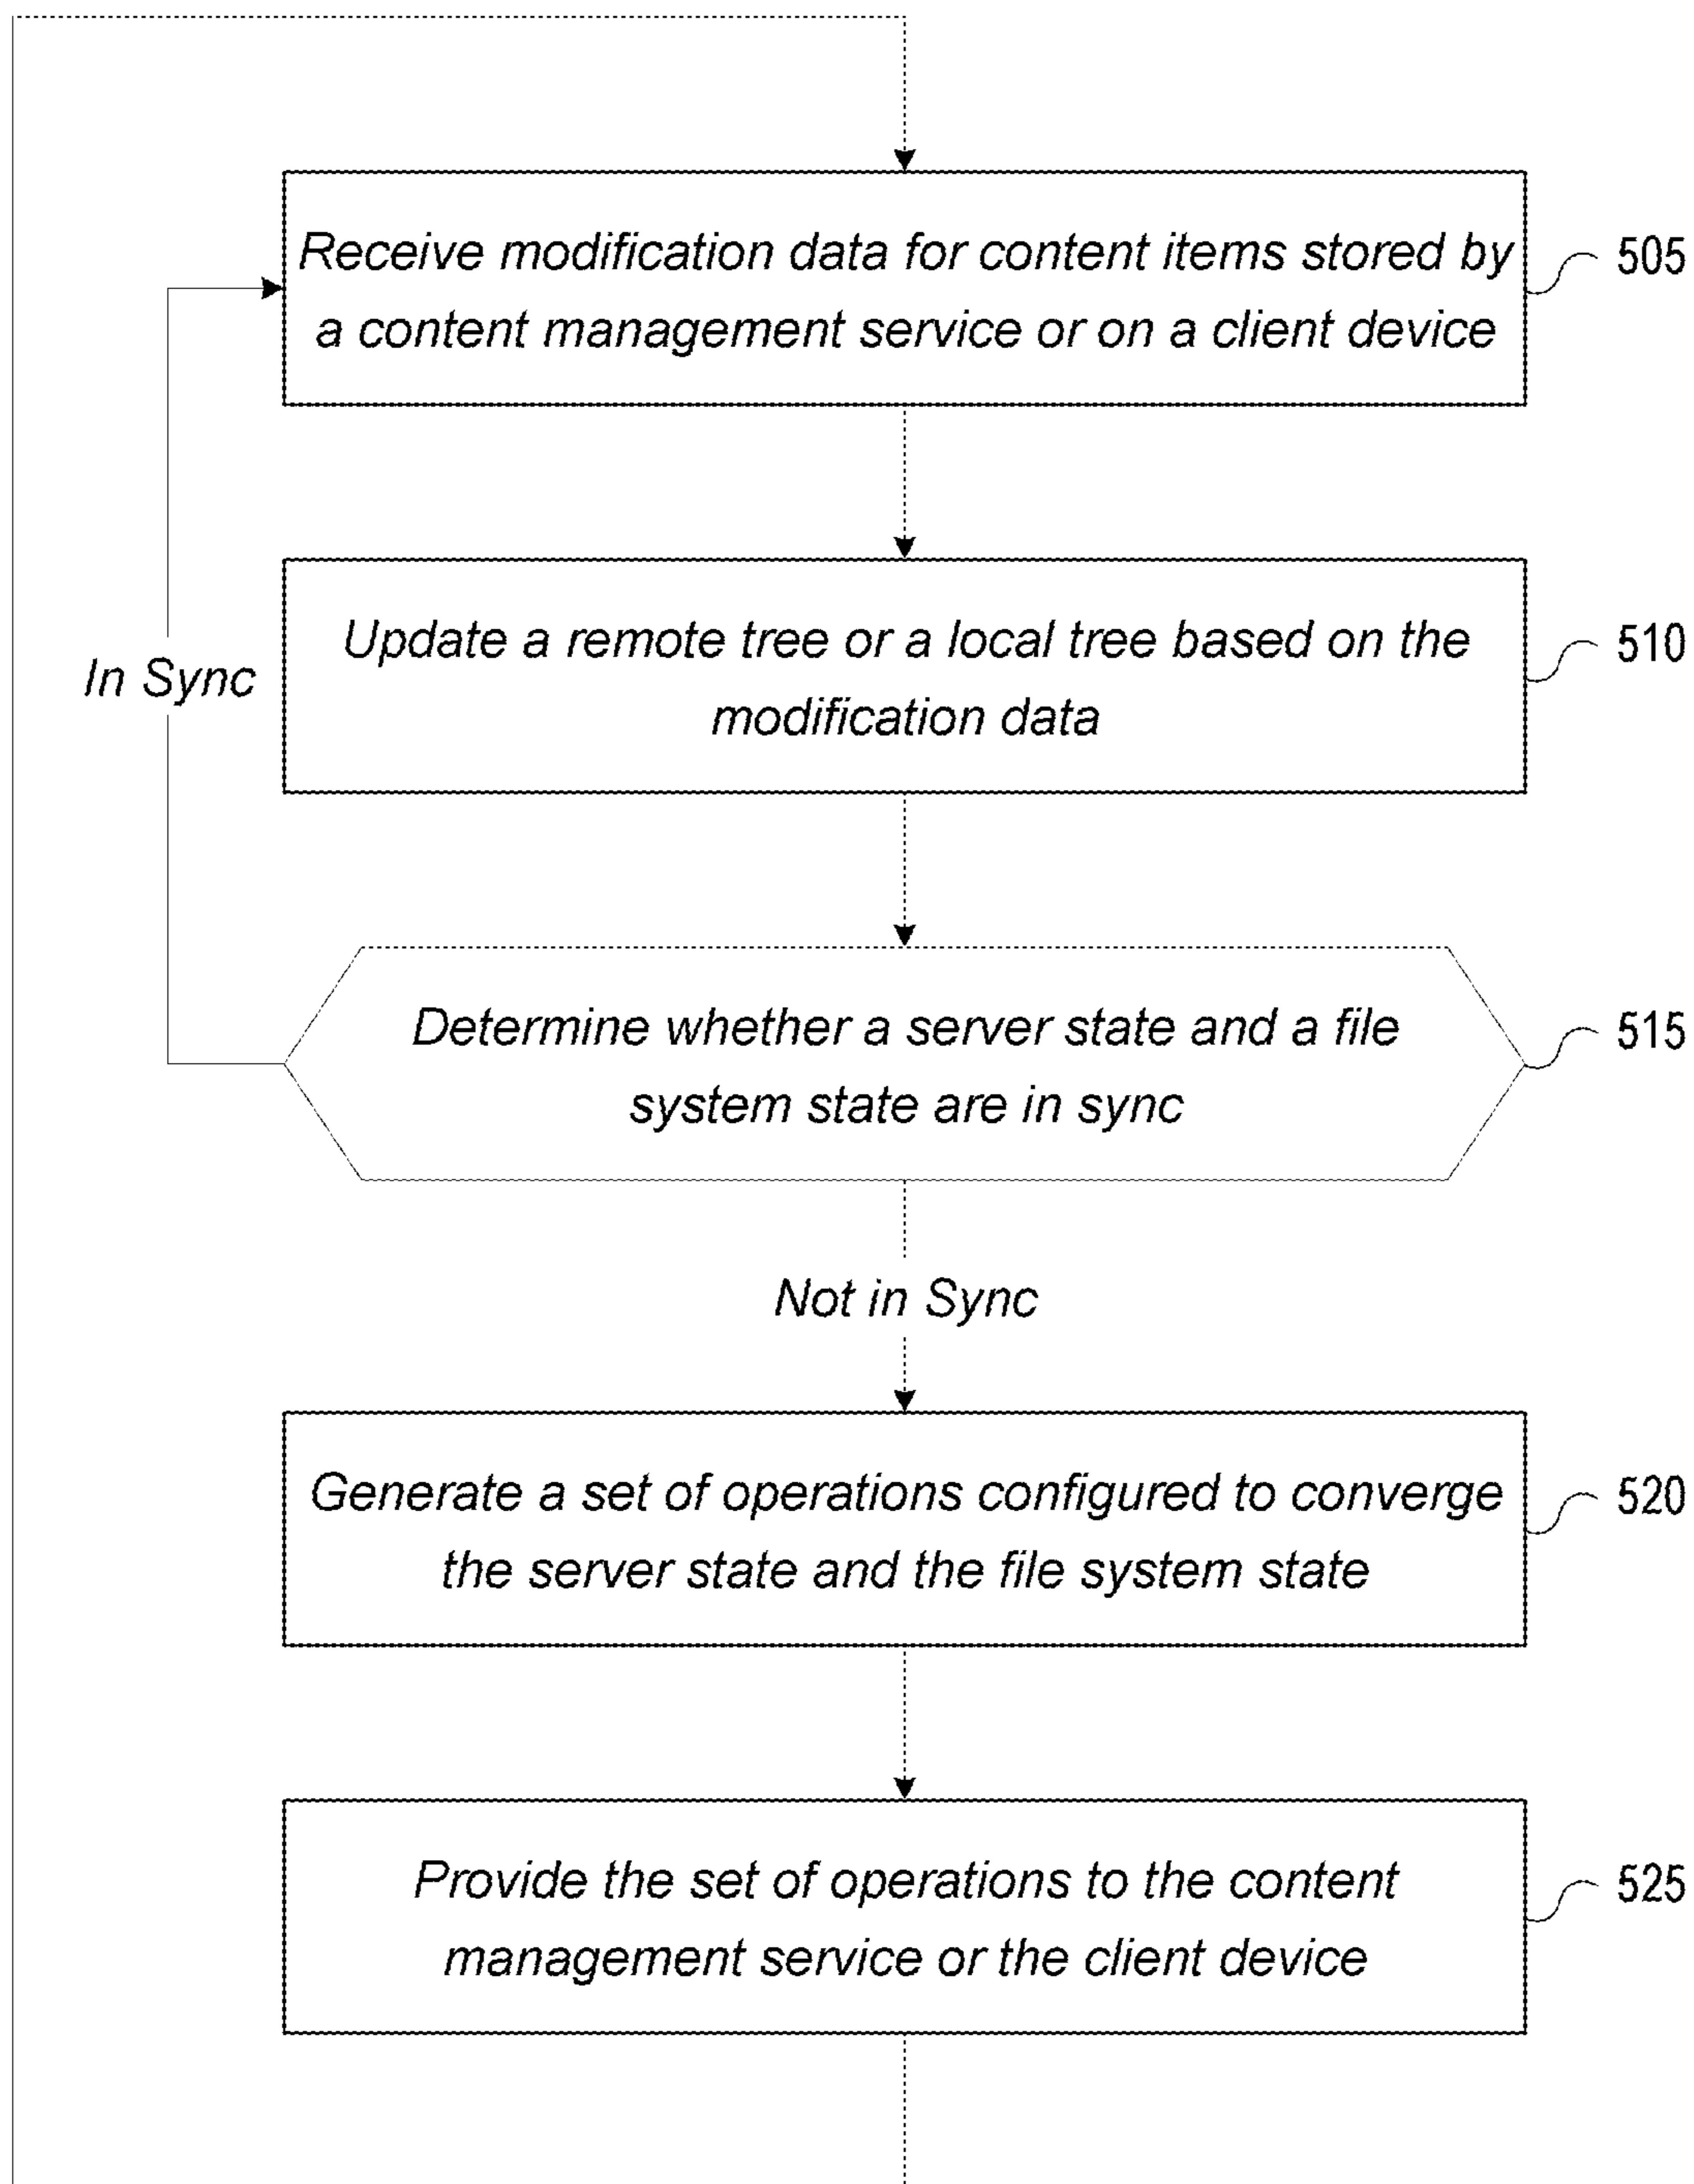 Receive modification data for content items stored by
a content management service or on a client device
505
Update a remote tree or a local tree based on the
modification data
510
In Sync
Determine whether a server state and a file
system state are in sync
515
Not in Sync
Generate a set of operations configured to converge
the server state and the file system state
520
Provide the set of operations to the content
management service or the client device
525